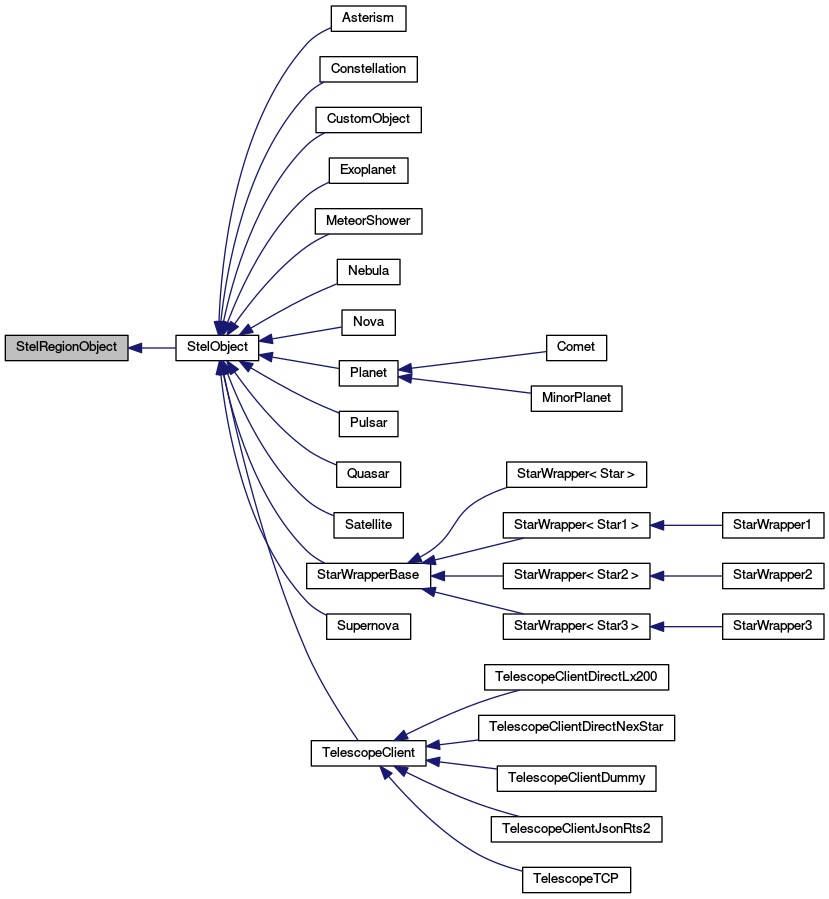 Asterism
Constellation
CustomObject
Exoplanet
MeteorShower
Nebula
Nova
StelRegionObject
StelObject
Comet
Planet
MinorPlanet
Pulsar
Quasar
StarWrapper< Star >
Satellite
StarWrapper< Star1 >
StarWrapper1
StarWrapperBase
StarWrapper< Star2 >
StarWrapper2
Supernova
StarWrapper< Star3 >
StarWrapper3
TelescopeClientDirectLx200
TelescopeClientDirectNexStar
TelescopeClient
TelescopeClientDummy
TelescopeClientJsonRts2
TelescopeTCP